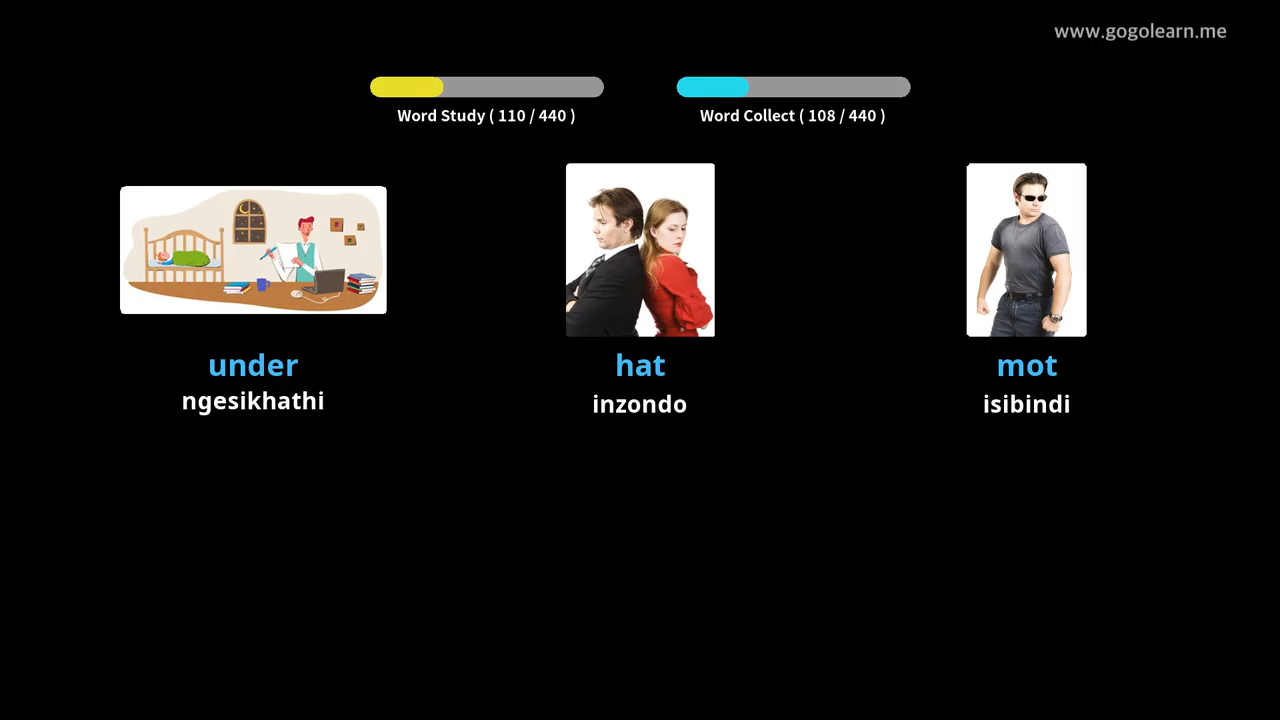 www.gogolearn.me
Word Study ( 110 / 440 )
Word Collect ( 108 / 440 )
under
ngesikhathi
hat
inzondo
mot
isibindi